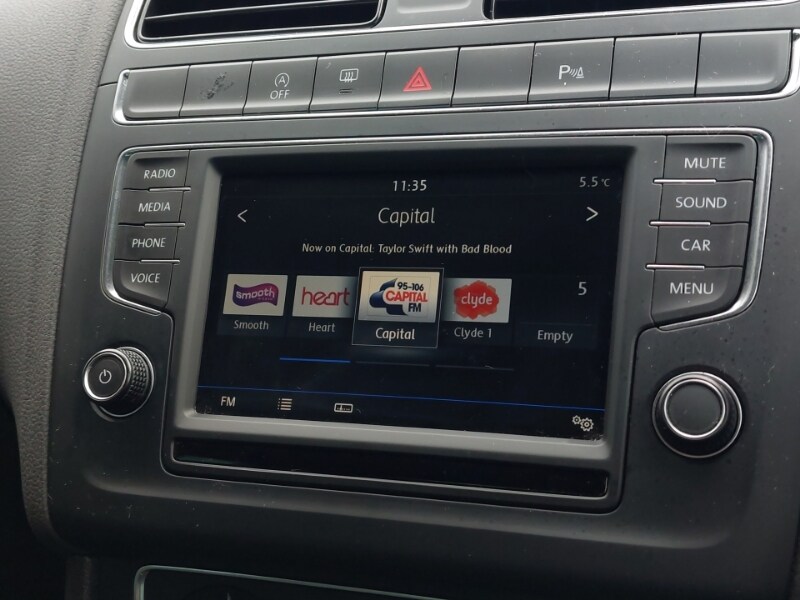 A
OFF
P
RADIO
MEDIA
PHONE
VOICE
MUTE
SOUND
CAR
MENU
11:35
5.5°C
< Capital >
Now on Capital: Taylor Swift with Bad Blood
smooth
heart
95-106
CAPITAL
FM
clyde
5
Smooth
Heart
Capital
Clyde 1
Empty
FM